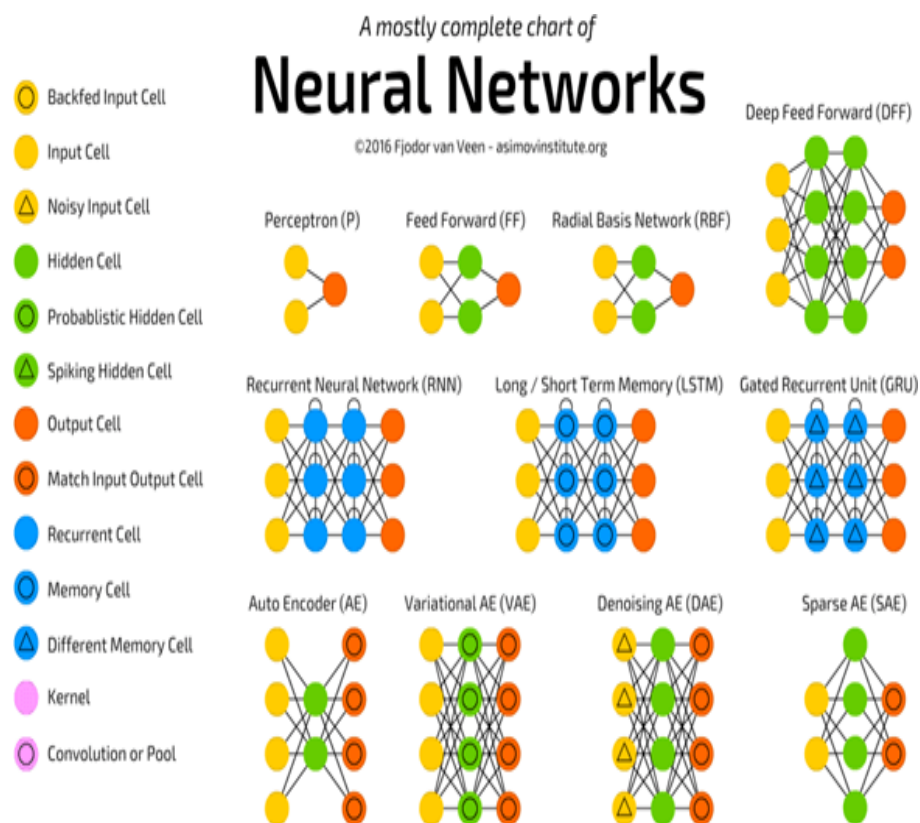 A mostly complete chart of
Neural Networks
©2016 Fjodor van Veen - asimovinstitute.org
Backfed Input Cell
Input Cell
Noisy Input Cell
Hidden Cell
Probablistic Hidden Cell
Spiking Hidden Cell
Output Cell
Match Input Output Cell
Recurrent Cell
Memory Cell
Different Memory Cell
Kernel
Convolution or Pool
Deep Feed Forward (DFF)
Perceptron (P)
Feed Forward (FF)
Radial Basis Network (RBF)
Recurrent Neural Network (RNN)
Long / Short Term Memory (LSTM)
Gated Recurrent Unit (GRU)
Auto Encoder (AE)
Variational AE (VAE)
Denoising AE (DAE)
Sparse AE (SAE)